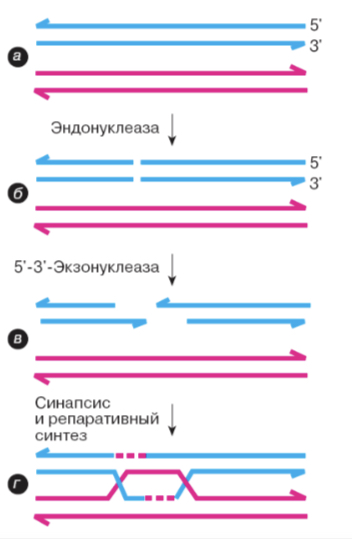 5'
3'
а
Эндонуклеаза
5'
3'
б
5'-3'-Экзонуклеаза
в
Синапсис
и репаративный
синтез
г